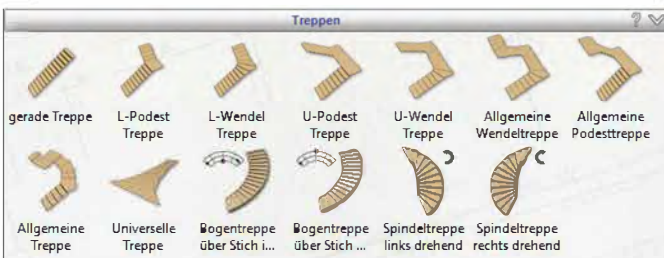 Treppen
gerade Treppe
L-Podest
Treppe
L-Wendel
Treppe
U-Podest
Treppe
U-Wendel
Treppe
Allgemeine
Wendeltreppe
Allgemeine
Podesttreppe
Allgemeine
Treppe
Universelle
Treppe
Bogentreppe
über Stich i...
Bogentreppe
über Stich ...
Spindeltreppe
links drehend
Spindeltreppe
rechts drehend